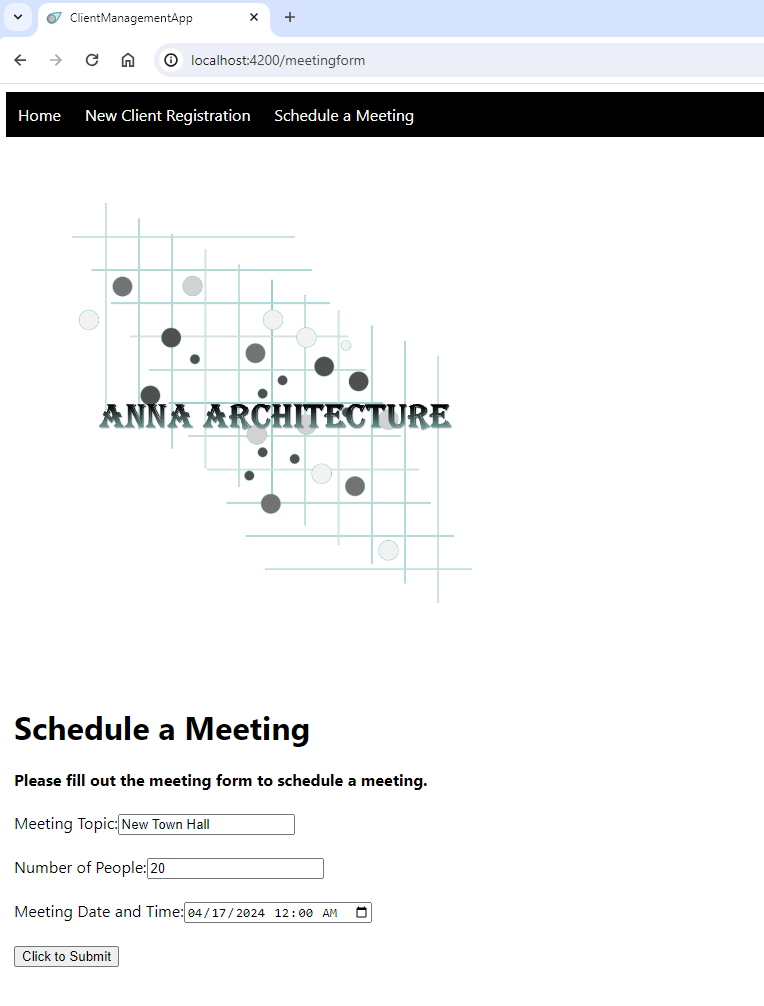 ClientManagementApp
localhost:4200/meetingform
Home New Client Registration Schedule a Meeting
ANNA ARCHITECTURE
Schedule a Meeting
Please fill out the meeting form to schedule a meeting.
Meeting Topic: New Town Hall
Number of People: 20
Meeting Date and Time: 04/17/2024 12:00 AM
Click to Submit